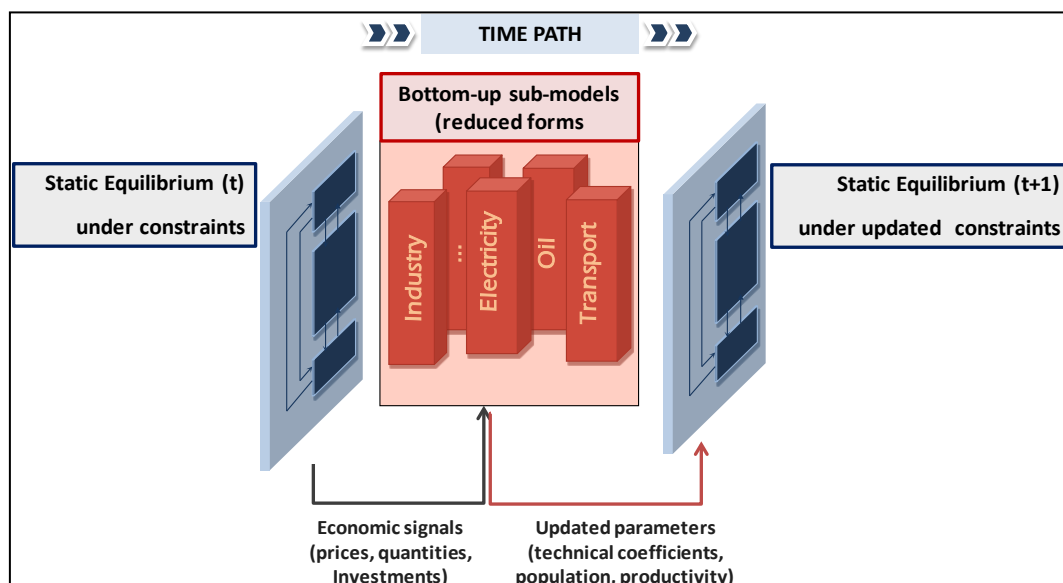 TIME PATH
Bottom-up sub-models
(reduced forms
Static Equilibrium (t)
under constraints
Industry
...
Electricity
Oil
Transport
Static Equilibrium (t+1)
under updated constraints
Economic signals
(prices, quantities,
Investments)
Updated parameters
(technical coefficients,
population, productivity)